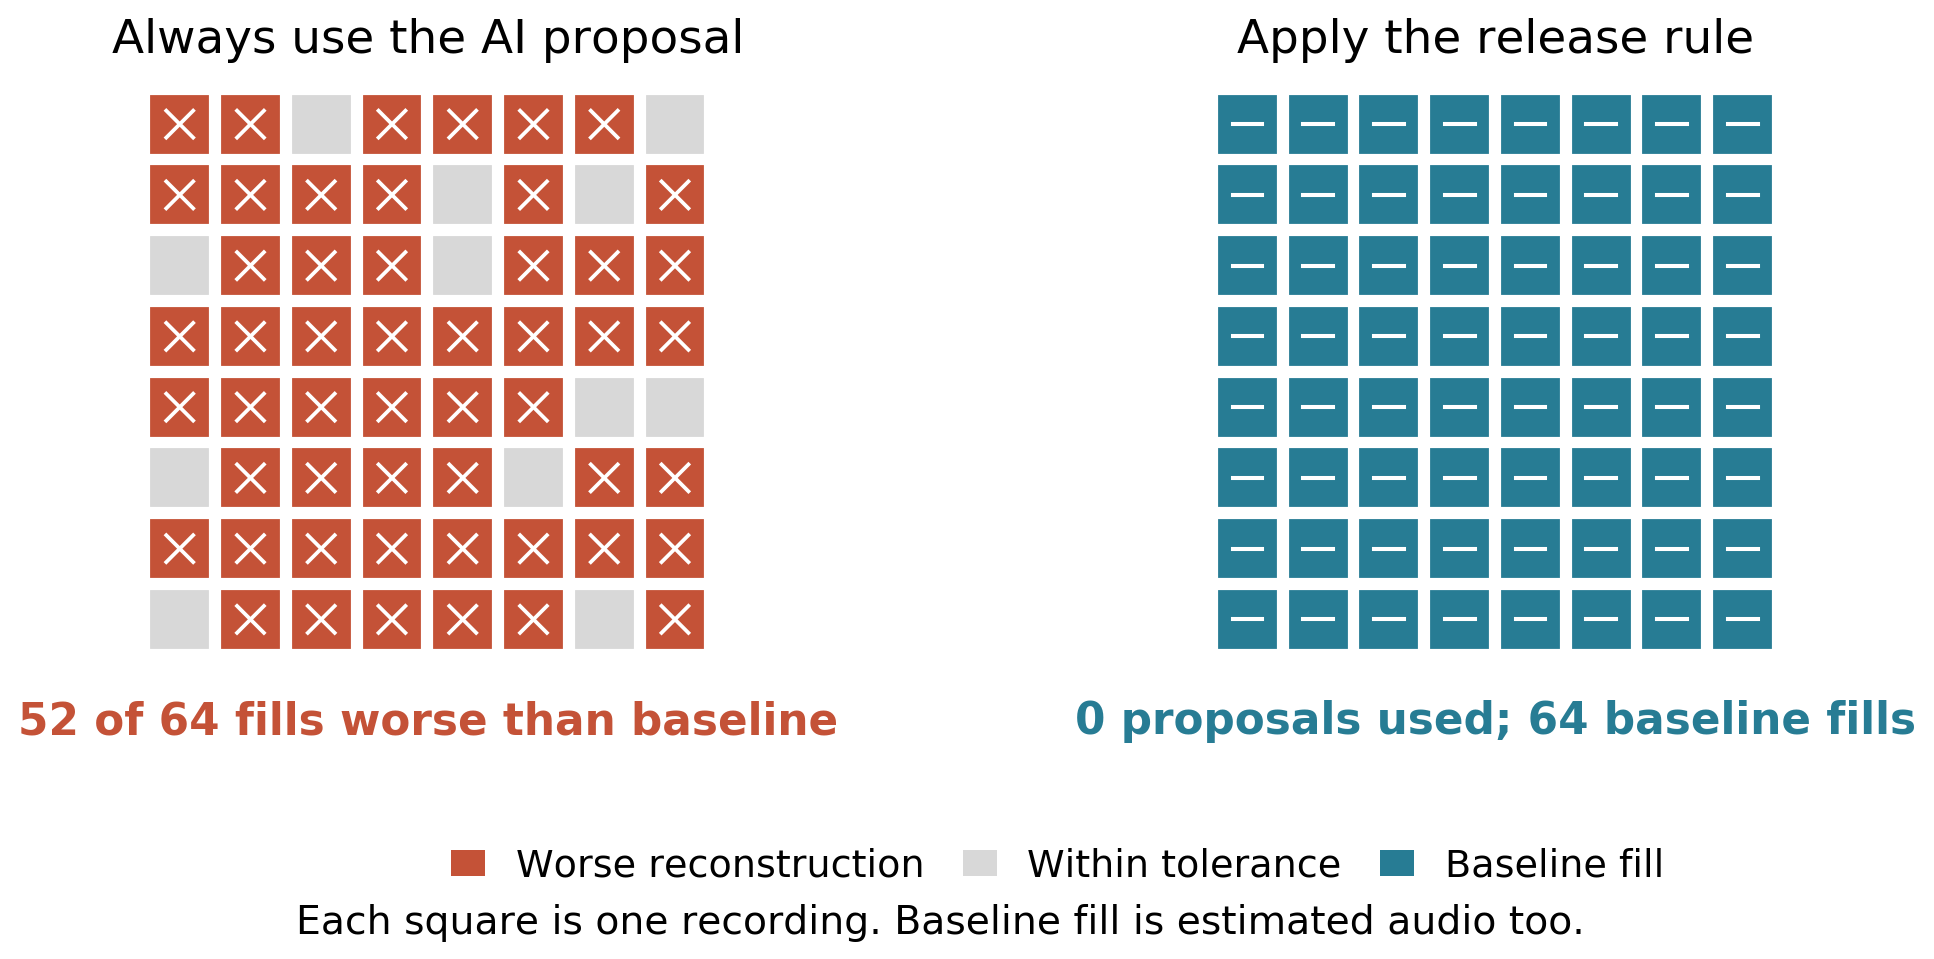 Always use the AI proposal
Apply the release rule
52 of 64 fills worse than baseline
0 proposals used; 64 baseline fills
Worse reconstruction
Within tolerance
Baseline fill
Each square is one recording. Baseline fill is estimated audio too.